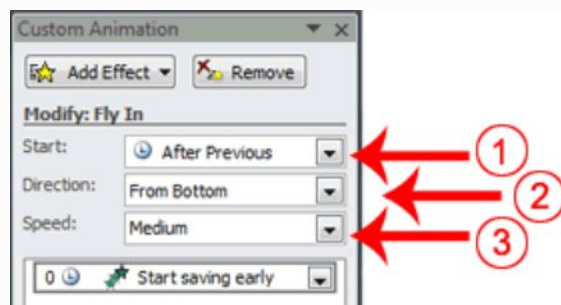 Custom Animation
Add Effect Remove
Modify: Fly In
Start: After Previous 1
Direction: From Bottom 2
Speed: Medium 3
0 Start saving early